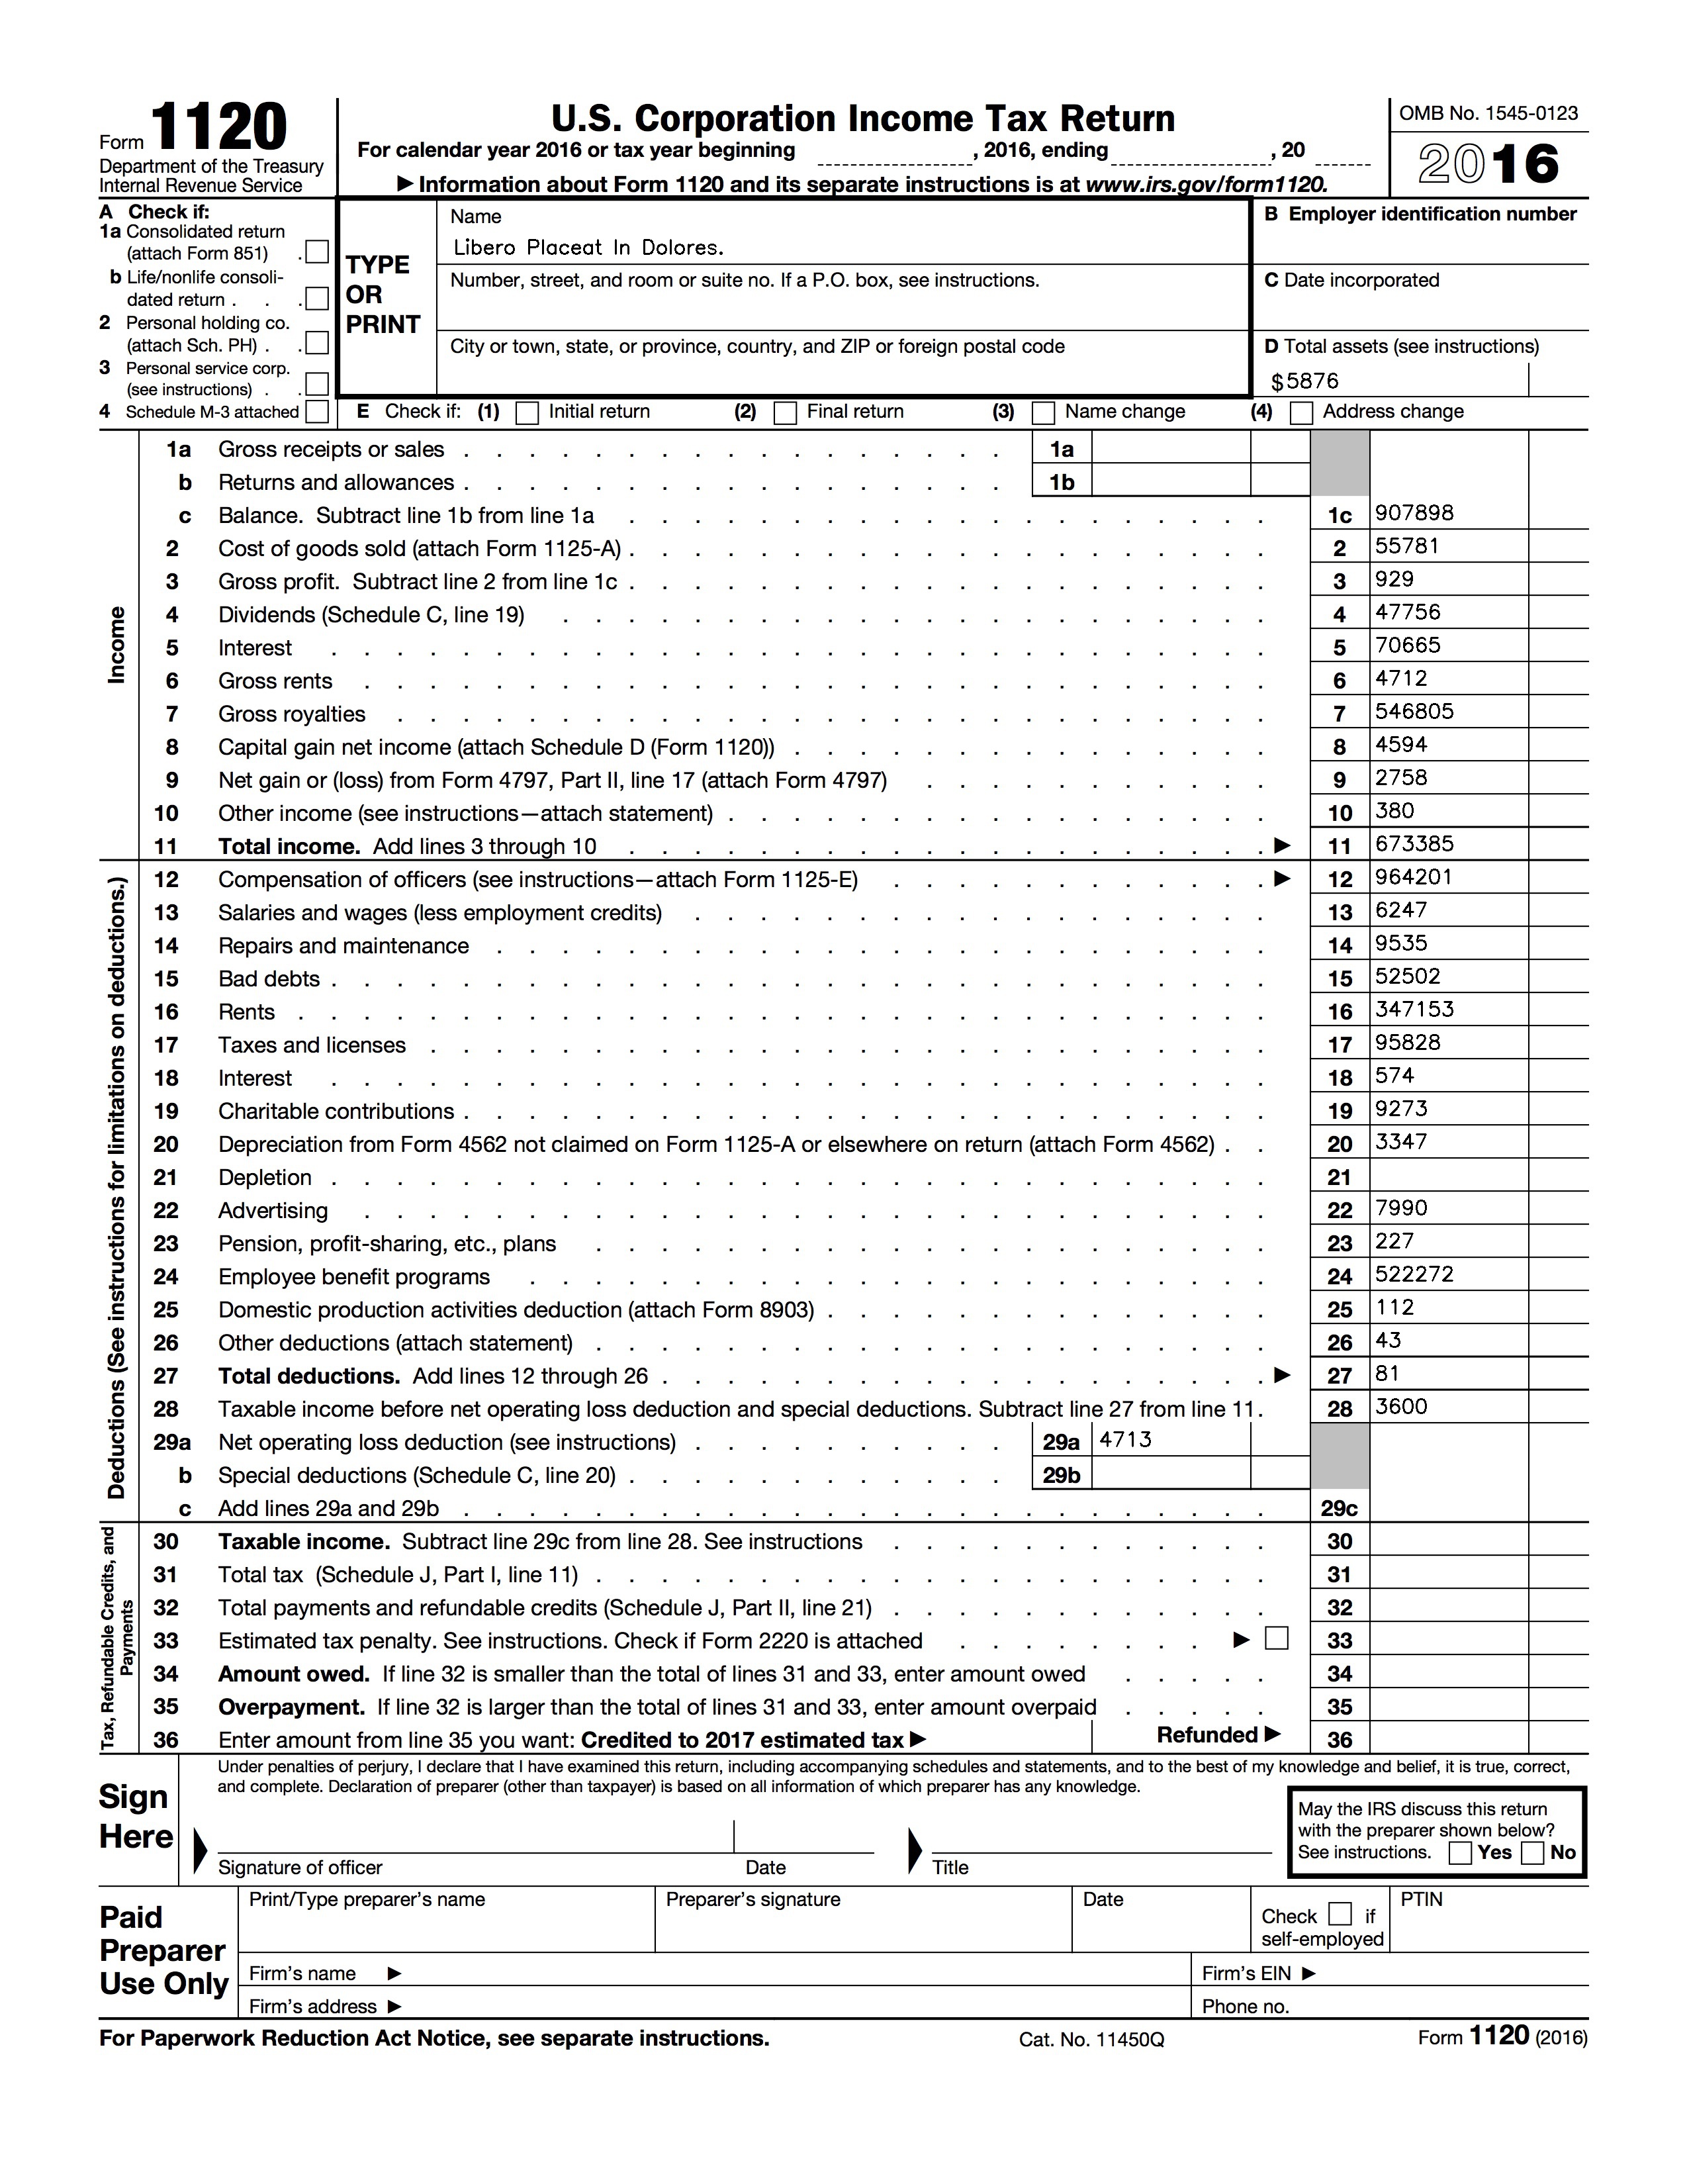 Form 1120
Department of the Treasury
Internal Revenue Service
U.S. Corporation Income Tax Return
For calendar year 2016 or tax year beginning , 2016, ending , 20
▶ Information about Form 1120 and its separate instructions is at www.irs.gov/form1120.
OMB No. 1545-0123
2016
A Check if:
1a Consolidated return
(attach Form 851) .
b Life/nonlife consoli-
dated return . . .
2 Personal holding co.
(attach Sch. PH) . .
3 Personal service corp.
(see instructions) . .
4 Schedule M-3 attached
TYPE
OR
PRINT
Name
Libero Placeat In Dolores.
Number, street, and room or suite no. If a P.O. box, see instructions.
City or town, state, or province, country, and ZIP or foreign postal code
B Employer identification number
C Date incorporated
D Total assets (see instructions)
$ 5876
E Check if: (1) Initial return (2) Final return (3) Name change (4) Address change
Income
1a Gross receipts or sales 1a
b Returns and allowances 1b
c Balance. Subtract line 1b from line 1a 1c 907898
2 Cost of goods sold (attach Form 1125-A) 2 55781
3 Gross profit. Subtract line 2 from line 1c 3 929
4 Dividends (Schedule C, line 19) 4 47756
5 Interest 5 70665
6 Gross rents 6 4712
7 Gross royalties 7 546805
8 Capital gain net income (attach Schedule D (Form 1120)) 8 4594
9 Net gain or (loss) from Form 4797, Part II, line 17 (attach Form 4797) 9 2758
10 Other income (see instructions—attach statement) 10 380
11 Total income. Add lines 3 through 10 ▶ 11 673385
Deductions (See instructions for limitations on deductions.)
12 Compensation of officers (see instructions—attach Form 1125-E) ▶ 12 964201
13 Salaries and wages (less employment credits) 13 6247
14 Repairs and maintenance 14 9535
15 Bad debts 15 52502
16 Rents 16 347153
17 Taxes and licenses 17 95828
18 Interest 18 574
19 Charitable contributions 19 9273
20 Depreciation from Form 4562 not claimed on Form 1125-A or elsewhere on return (attach Form 4562) 20 3347
21 Depletion 21
22 Advertising 22 7990
23 Pension, profit-sharing, etc., plans 23 227
24 Employee benefit programs 24 522272
25 Domestic production activities deduction (attach Form 8903) 25 112
26 Other deductions (attach statement) 26 43
27 Total deductions. Add lines 12 through 26 ▶ 27 81
28 Taxable income before net operating loss deduction and special deductions. Subtract line 27 from line 11 28 3600
29a Net operating loss deduction (see instructions) 29a 4713
b Special deductions (Schedule C, line 20) 29b
c Add lines 29a and 29b 29c
Tax, Refundable Credits, and
Payments
30 Taxable income. Subtract line 29c from line 28. See instructions 30
31 Total tax (Schedule J, Part I, line 11) 31
32 Total payments and refundable credits (Schedule J, Part II, line 21) 32
33 Estimated tax penalty. See instructions. Check if Form 2220 is attached ▶ 33
34 Amount owed. If line 32 is smaller than the total of lines 31 and 33, enter amount owed 34
35 Overpayment. If line 32 is larger than the total of lines 31 and 33, enter amount overpaid 35
36 Enter amount from line 35 you want: Credited to 2017 estimated tax ▶ Refunded ▶ 36
Sign
Here
Under penalties of perjury, I declare that I have examined this return, including accompanying schedules and statements, and to the best of my knowledge and belief, it is true, correct,
and complete. Declaration of preparer (other than taxpayer) is based on all information of which preparer has any knowledge.
Signature of officer Date Title
May the IRS discuss this return
with the preparer shown below?
See instructions. Yes No
Paid
Preparer
Use Only
Print/Type preparer's name Preparer's signature Date
Check if
self-employed
PTIN
Firm's name ▶ Firm's EIN ▶
Firm's address ▶ Phone no.
For Paperwork Reduction Act Notice, see separate instructions. Cat. No. 11450Q Form 1120 (2016)